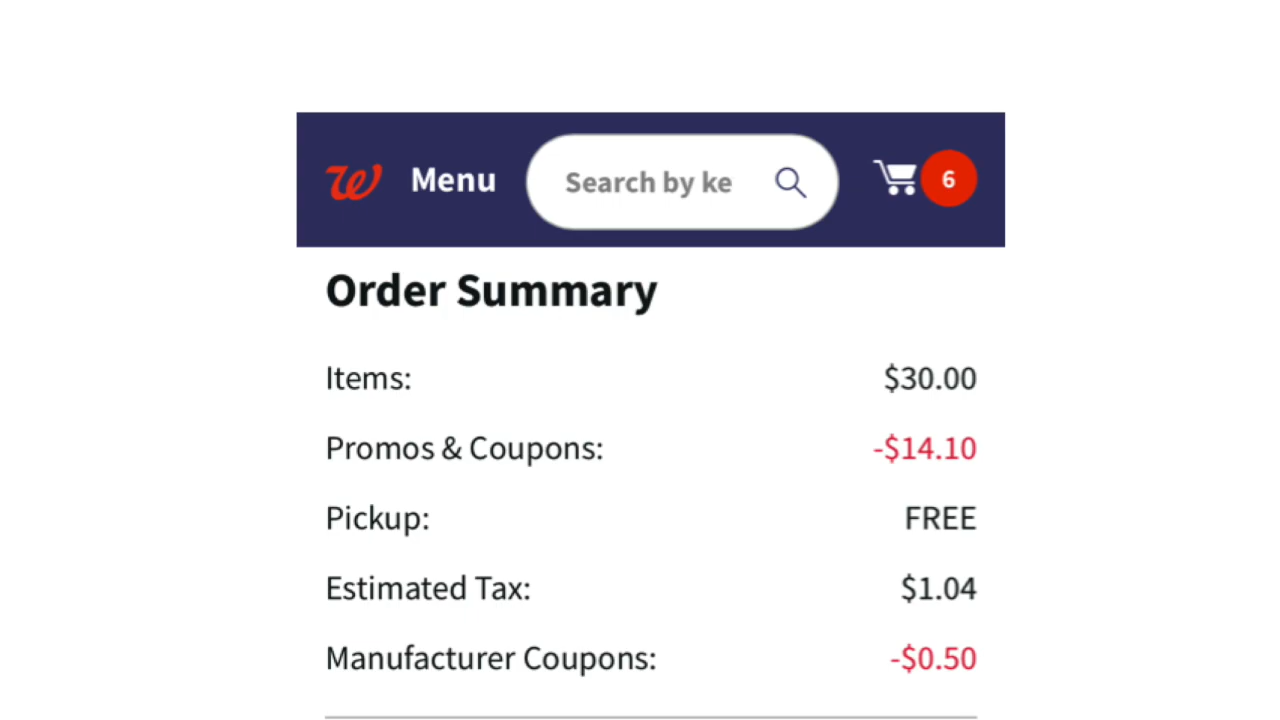 W Menu Search by ke 6
Order Summary
Items: $30.00
Promos & Coupons: -$14.10
Pickup: FREE
Estimated Tax: $1.04
Manufacturer Coupons: -$0.50